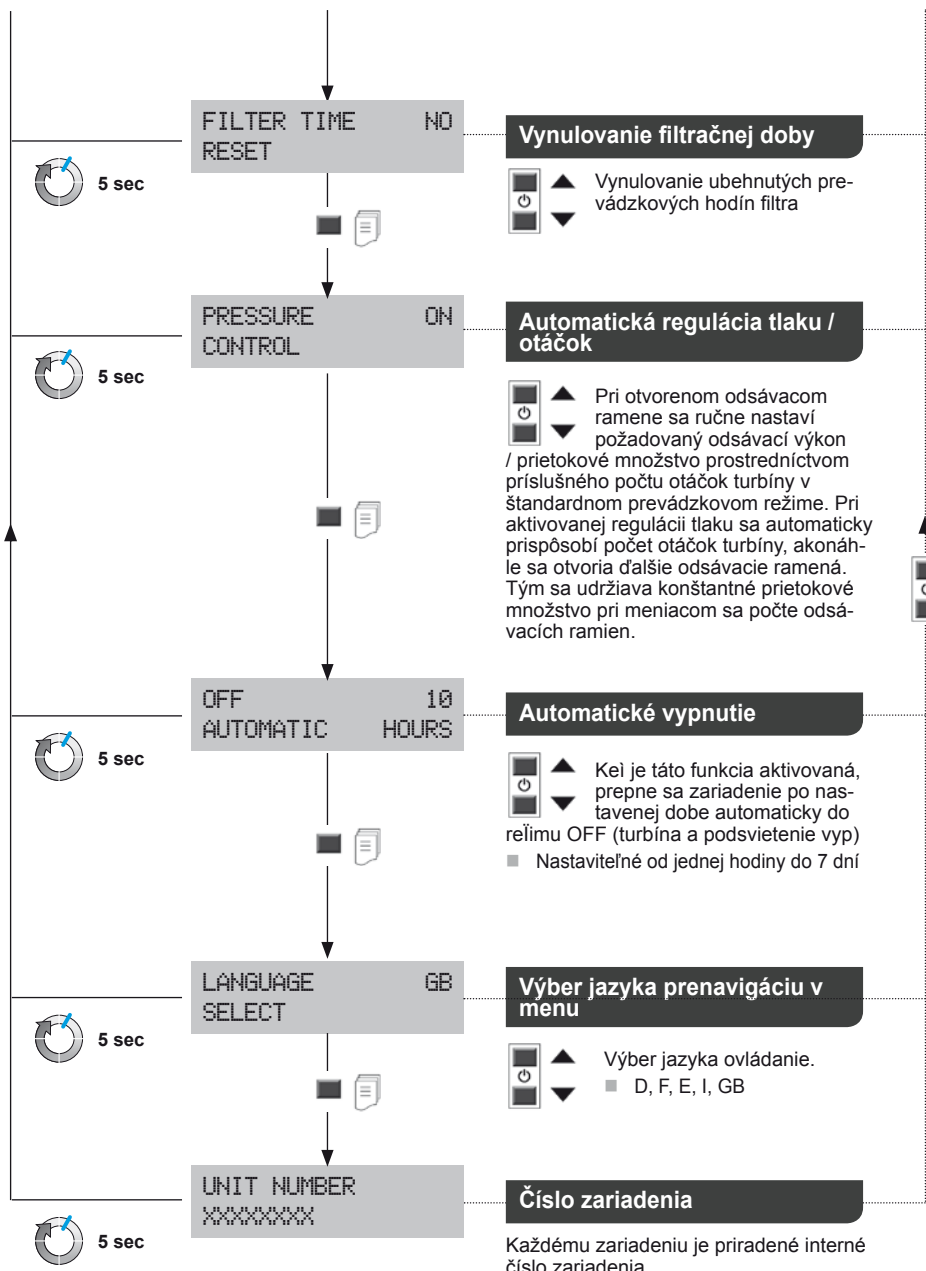 FILTER TIME NO
RESET
Vynulovanie filtračnej doby
5 sec
Vynulovanie ubehnutých pre-
vádzkových hodín filtra
PRESSURE ON
CONTROL
Automatická regulácia tlaku /
otáčok
5 sec
Pri otvorenom odsávacom
ramene sa ručne nastaví
požadovaný odsávací výkon
/ prietokové množstvo prostredníctvom
príslušného počtu otáčok turbíny v
štandardnom prevádzkovom režime. Pri
aktivovanej regulácii tlaku sa automaticky
prispôsobí počet otáčok turbíny, akonáh-
le sa otvoria ďalšie odsávacie ramená.
Tým sa udržiava konštantné prietokové
množstvo pri meniacom sa počte odsá-
vacích ramien.
OFF 10
AUTOMATIC HOURS
Automatické vypnutie
5 sec
Keì je táto funkcia aktivovaná,
prepne sa zariadenie po nas-
tavenej dobe automaticky do
reÏimu OFF (turbína a podsvietenie vyp)
Nastaviteľné od jednej hodiny do 7 dní
LANGUAGE GB
SELECT
Výber jazyka prenavigáciu v
menu
5 sec
Výber jazyka ovládanie.
D, F, E, I, GB
UNIT NUMBER
XXXXXXXX
Číslo zariadenia
5 sec
Každému zariadeniu je priradené interné
číslo zariadenia